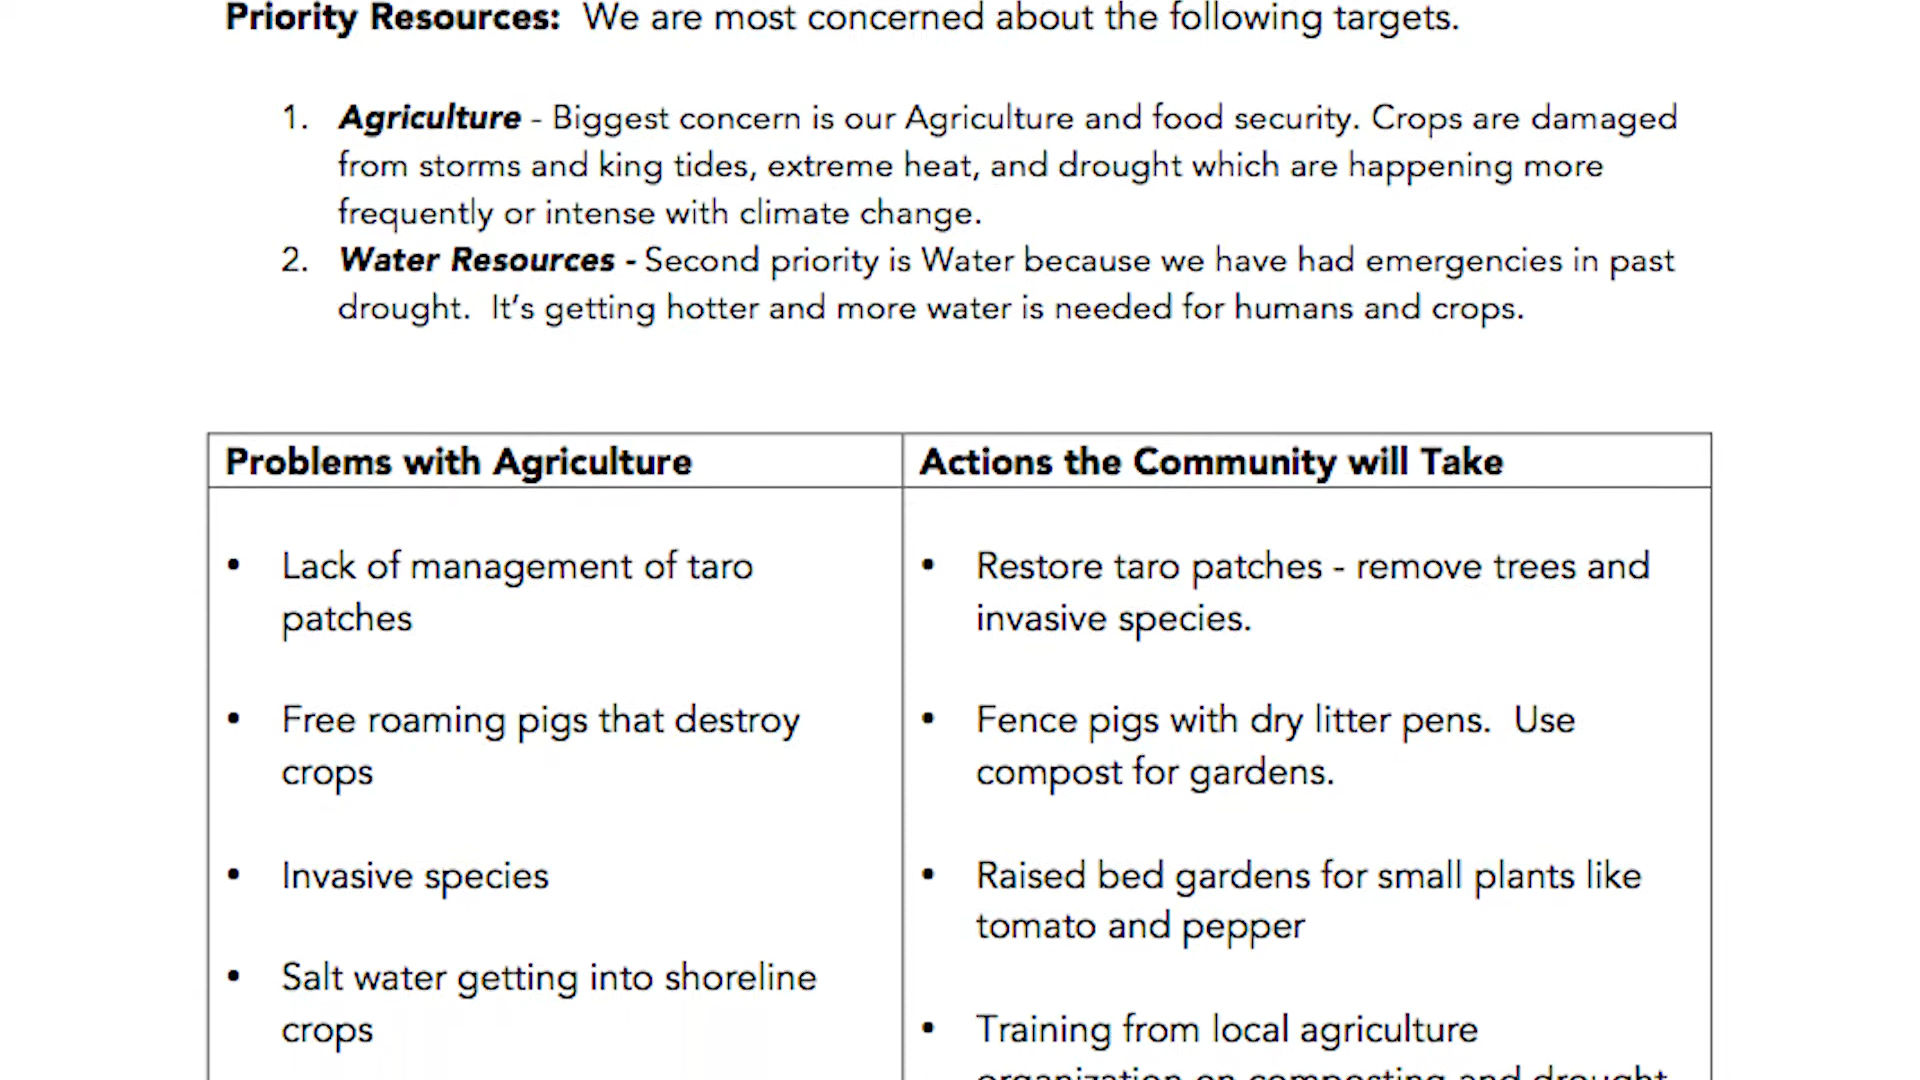 Priority Resources:  We are most concerned about the following targets.
1. Agriculture - Biggest concern is our Agriculture and food security. Crops are damaged
from storms and king tides, extreme heat, and drought which are happening more
frequently or intense with climate change.
2. Water Resources - Second priority is Water because we have had emergencies in past
drought.  It’s getting hotter and more water is needed for humans and crops.
Problems with Agriculture
• Lack of management of taro
patches
• Free roaming pigs that destroy
crops
• Invasive species
• Salt water getting into shoreline
crops
Actions the Community will Take
• Restore taro patches - remove trees and
invasive species.
• Fence pigs with dry litter pens.  Use
compost for gardens.
• Raised bed gardens for small plants like
tomato and pepper
• Training from local agriculture
organization on composting and drought